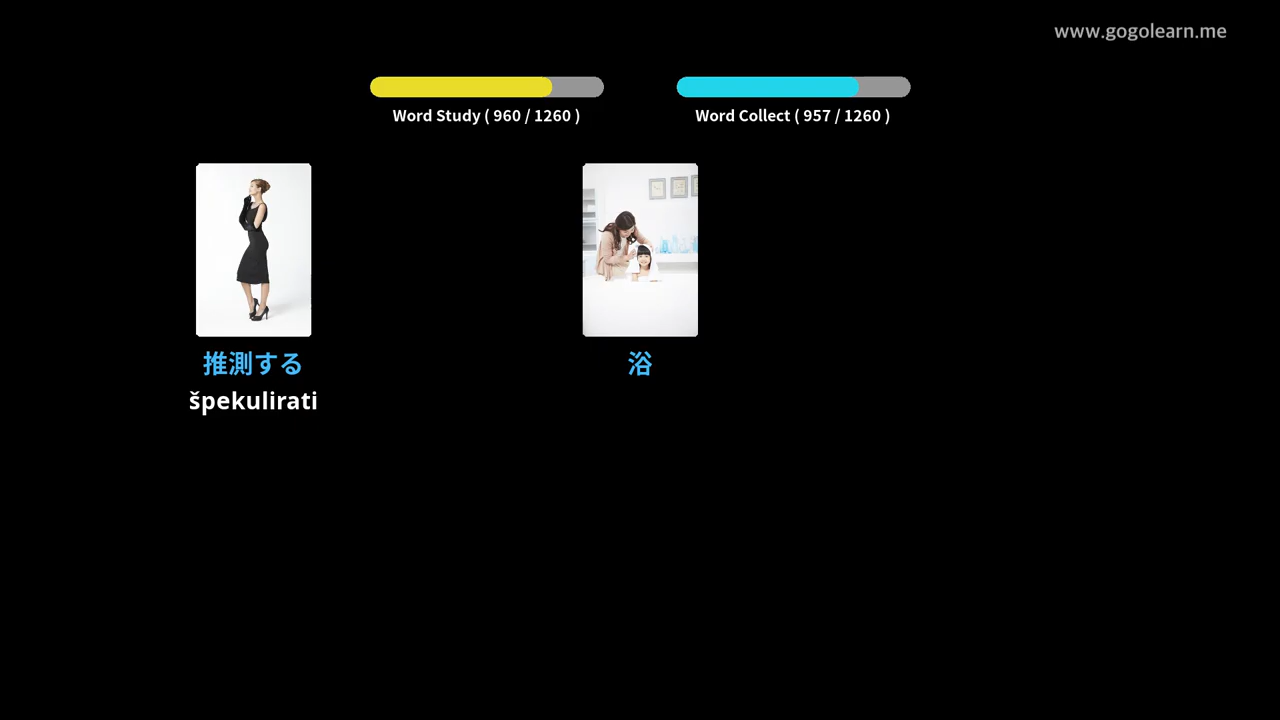 www.gogolearn.me
Word Study ( 960 / 1260 )
Word Collect ( 957 / 1260 )
推測する
浴
špekulirati